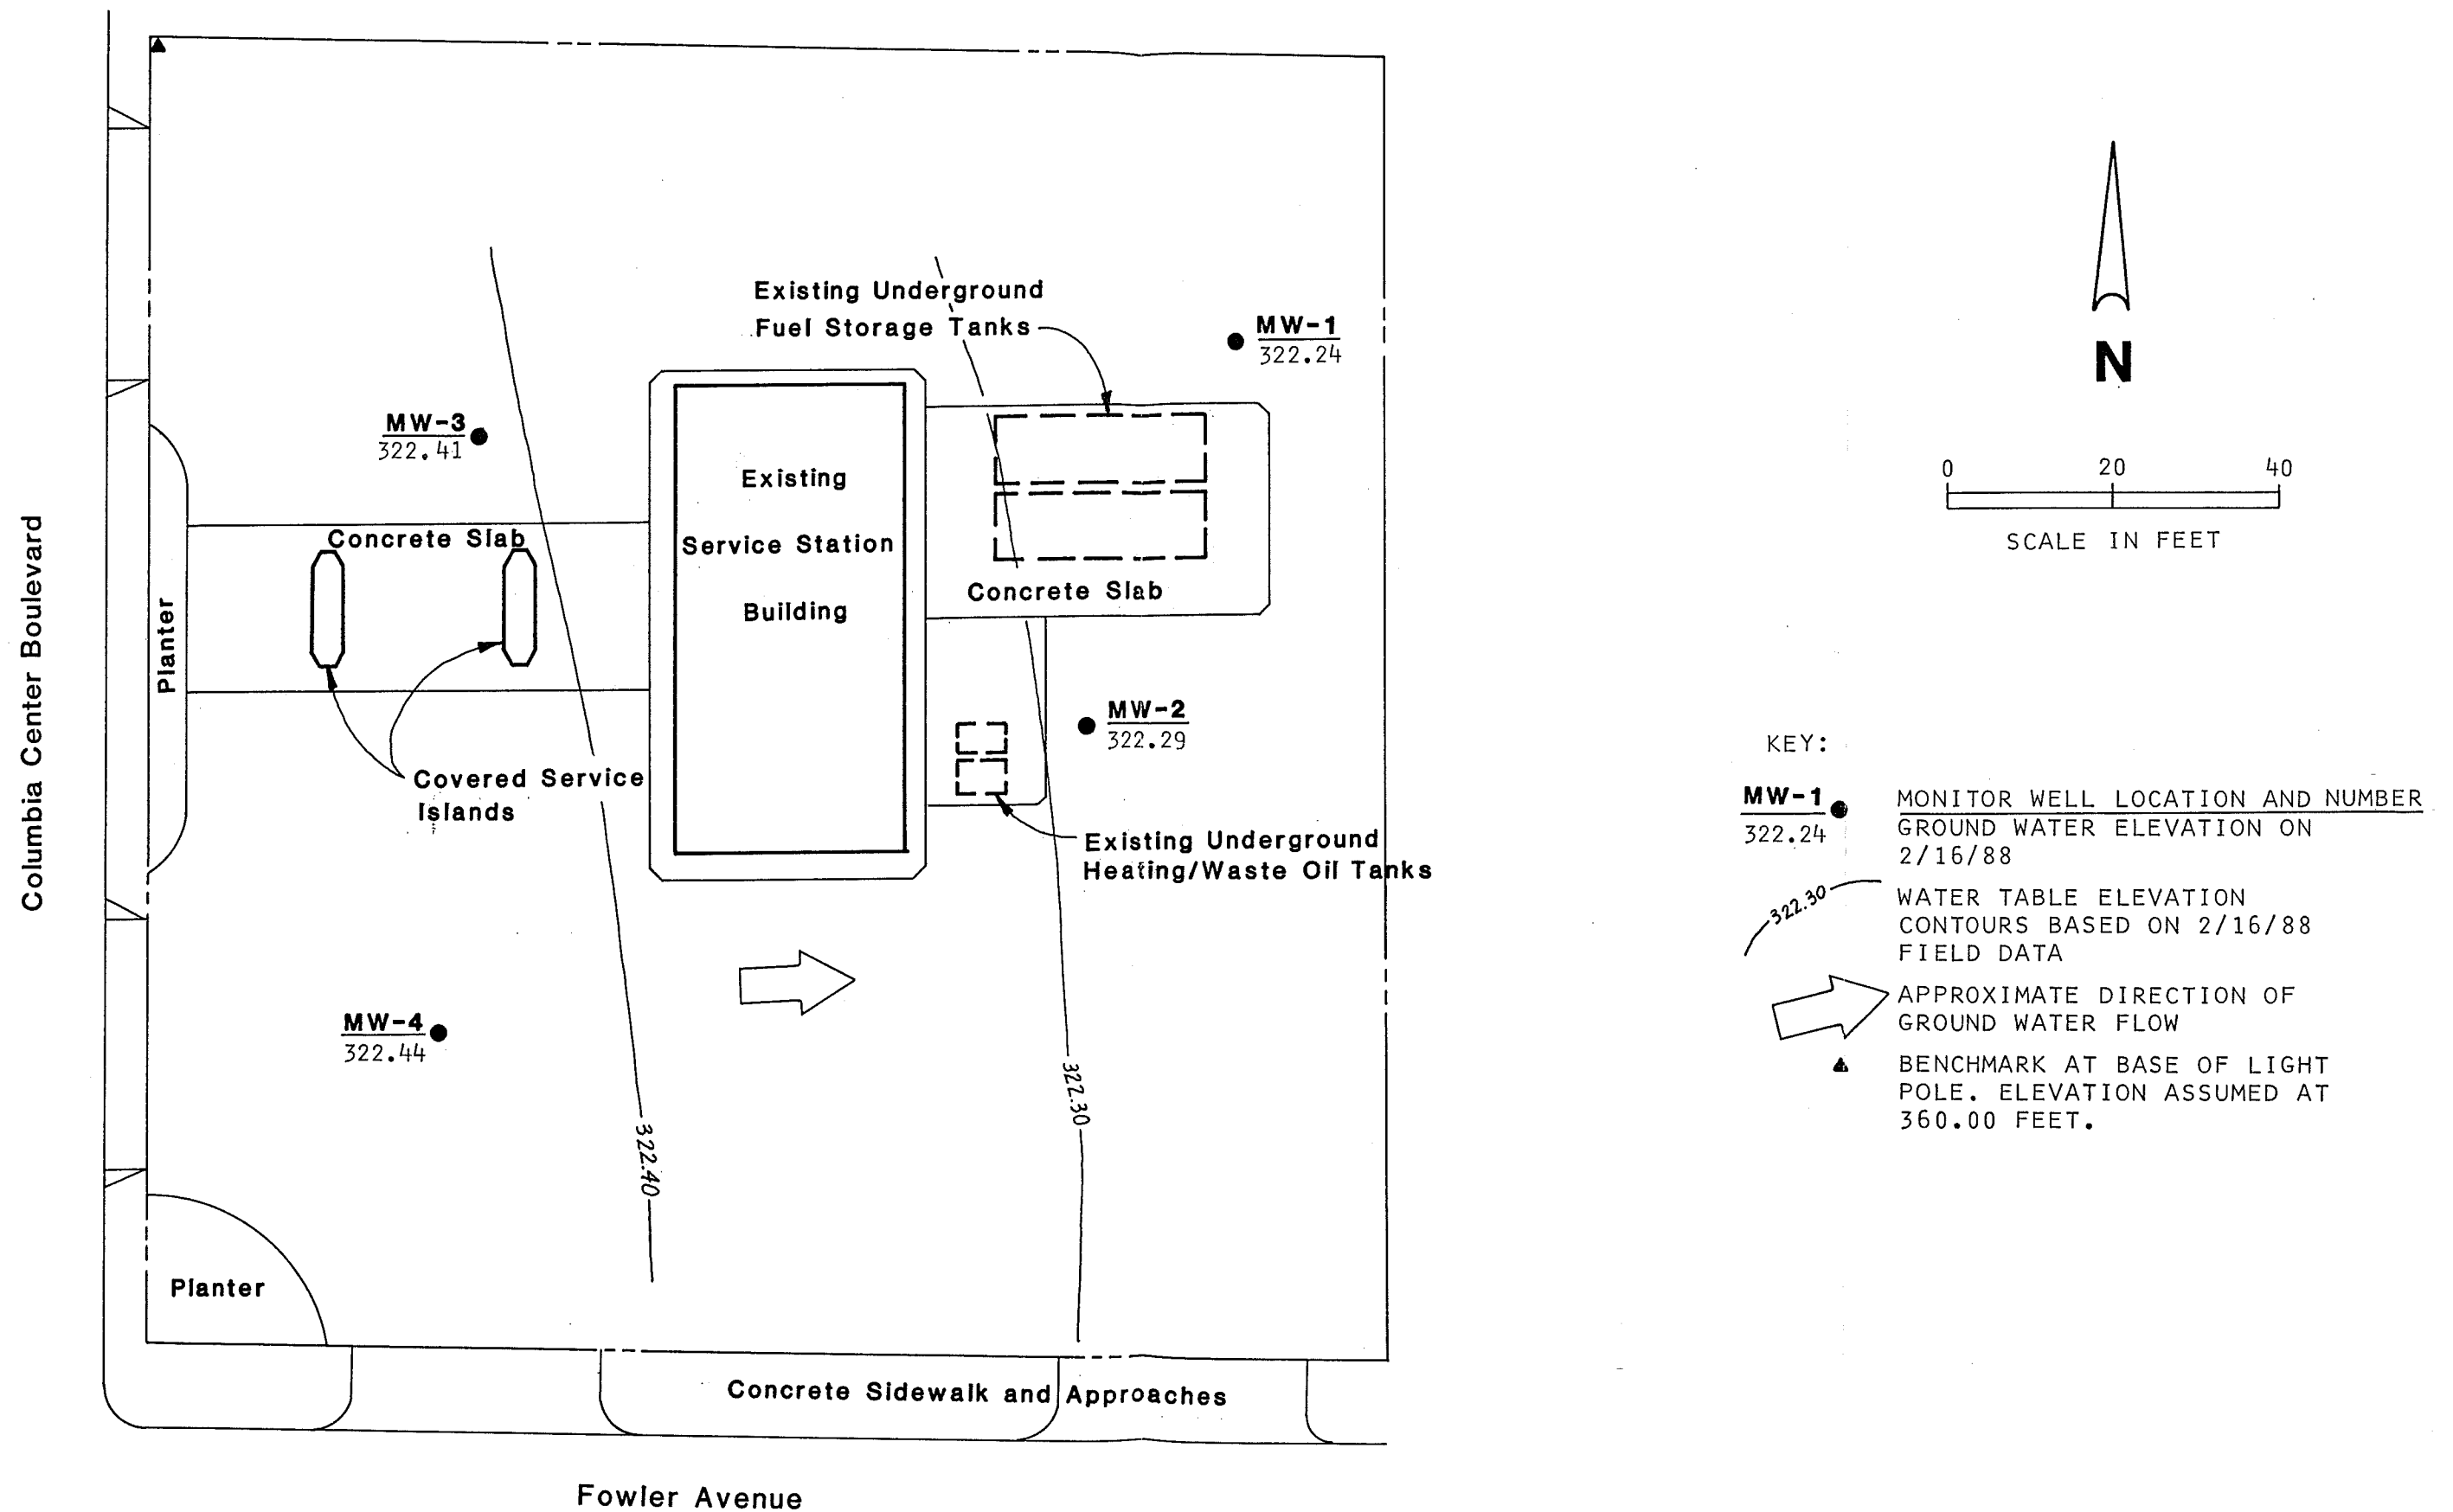 Existing Underground
Fuel Storage Tanks
MW-1
322.24
MW-3
322.41
Existing
Service Station
Building
Concrete Slab
Concrete Slab
Planter
Columbia Center Boulevard
MW-2
322.29
Covered Service
Islands
Existing Underground
Heating/Waste Oil Tanks
MW-4
322.44
322.40
322.30
Planter
Concrete Sidewalk and Approaches
Fowler Avenue
N
0 20 40
SCALE IN FEET
KEY:
MW-1
322.24
MONITOR WELL LOCATION AND NUMBER
GROUND WATER ELEVATION ON
2/16/88
322.30
WATER TABLE ELEVATION
CONTOURS BASED ON 2/16/88
FIELD DATA
APPROXIMATE DIRECTION OF
GROUND WATER FLOW
BENCHMARK AT BASE OF LIGHT
POLE. ELEVATION ASSUMED AT
360.00 FEET.